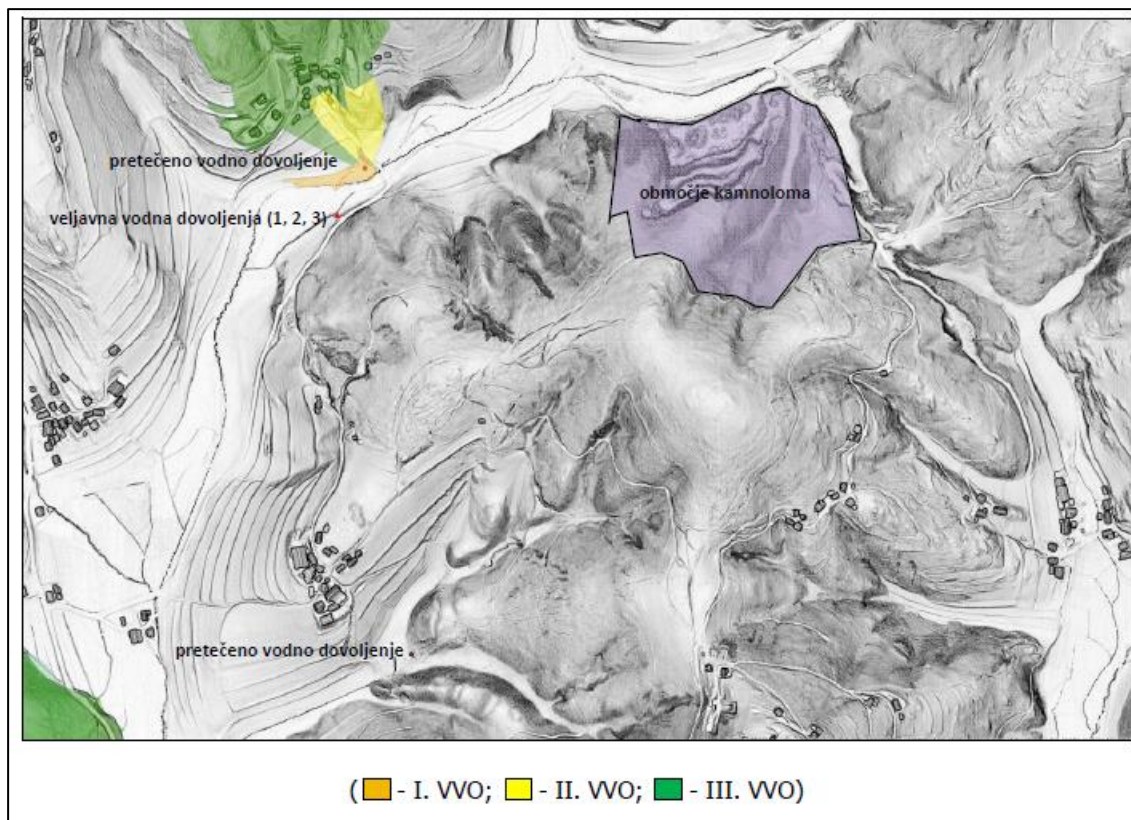 pretečeno vodno dovoljenje
območje kamnoloma
veljavna vodna dovoljenja (1, 2, 3)
pretečeno vodno dovoljenje
( - I. VVO; - II. VVO; - III. VVO)